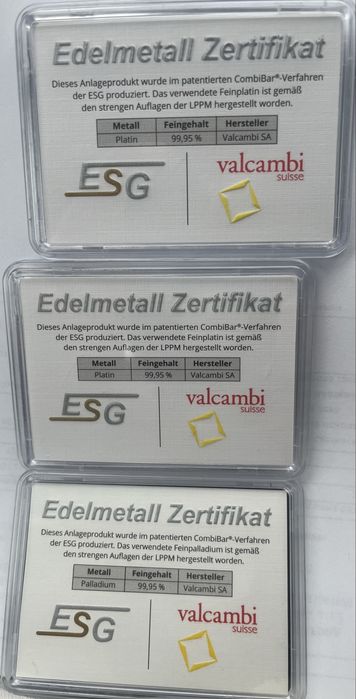 Edelmetall Zertifikat
Dieses Anlageprodukt wurde im patentierten CombiBar®-Verfahren
der ESG produziert. Das verwendete Feinplatin ist gemäß
den strengen Auflagen der LPPM hergestellt worden.
Metall Feingehalt Hersteller
Platin 99,95 % Valcambi SA
ESG
valcambi
suisse
Edelmetall Zertifikat
Dieses Anlageprodukt wurde im patentierten CombiBar®-Verfahren
der ESG produziert. Das verwendete Feinplatin ist gemäß
den strengen Auflagen der LPPM hergestellt worden.
Metall Feingehalt Hersteller
Platin 99,95 % Valcambi SA
ESG
valcambi
suisse
Edelmetall Zertifikat
Dieses Anlageprodukt wurde im patentierten CombiBar®-Verfahren
der ESG produziert. Das verwendete Feinpalladium ist gemäß
den strengen Auflagen der LPPM hergestellt worden.
Metall Feingehalt Hersteller
Palladium 99,95 % Valcambi SA
ESG
valcambi
suisse